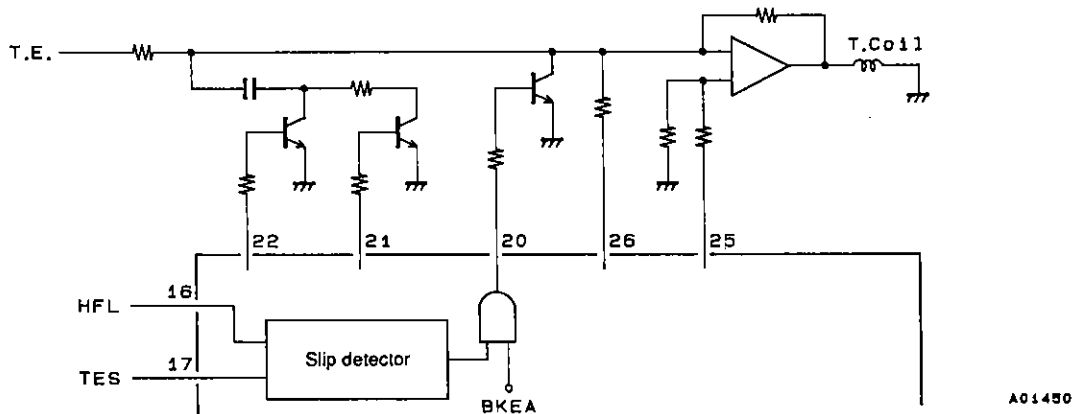 T.E.
T.Coil
22
21
20
26
25
HFL
16
Slip detector
TES
17
BKEA
A01450